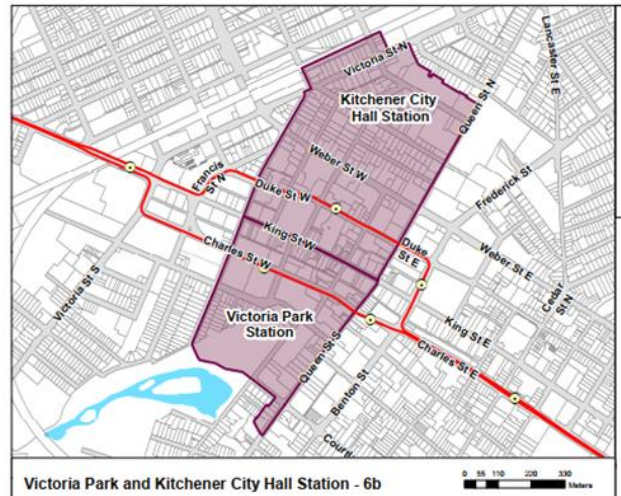 Lancaster St E
Victoria St N
Kitchener City
Hall Station
Queen St N
Weber St W
Frederick St
Francis
St N
Duke St W
King St W
Duke
St E
Weber St E
Charles St W
Cedar
St N
Victoria St S
Victoria Park
Station
King St E
Queen St S
Charles St E
Benton St
Victoria Park and Kitchener City Hall Station - 6b
0 55 110 220 330
Meters